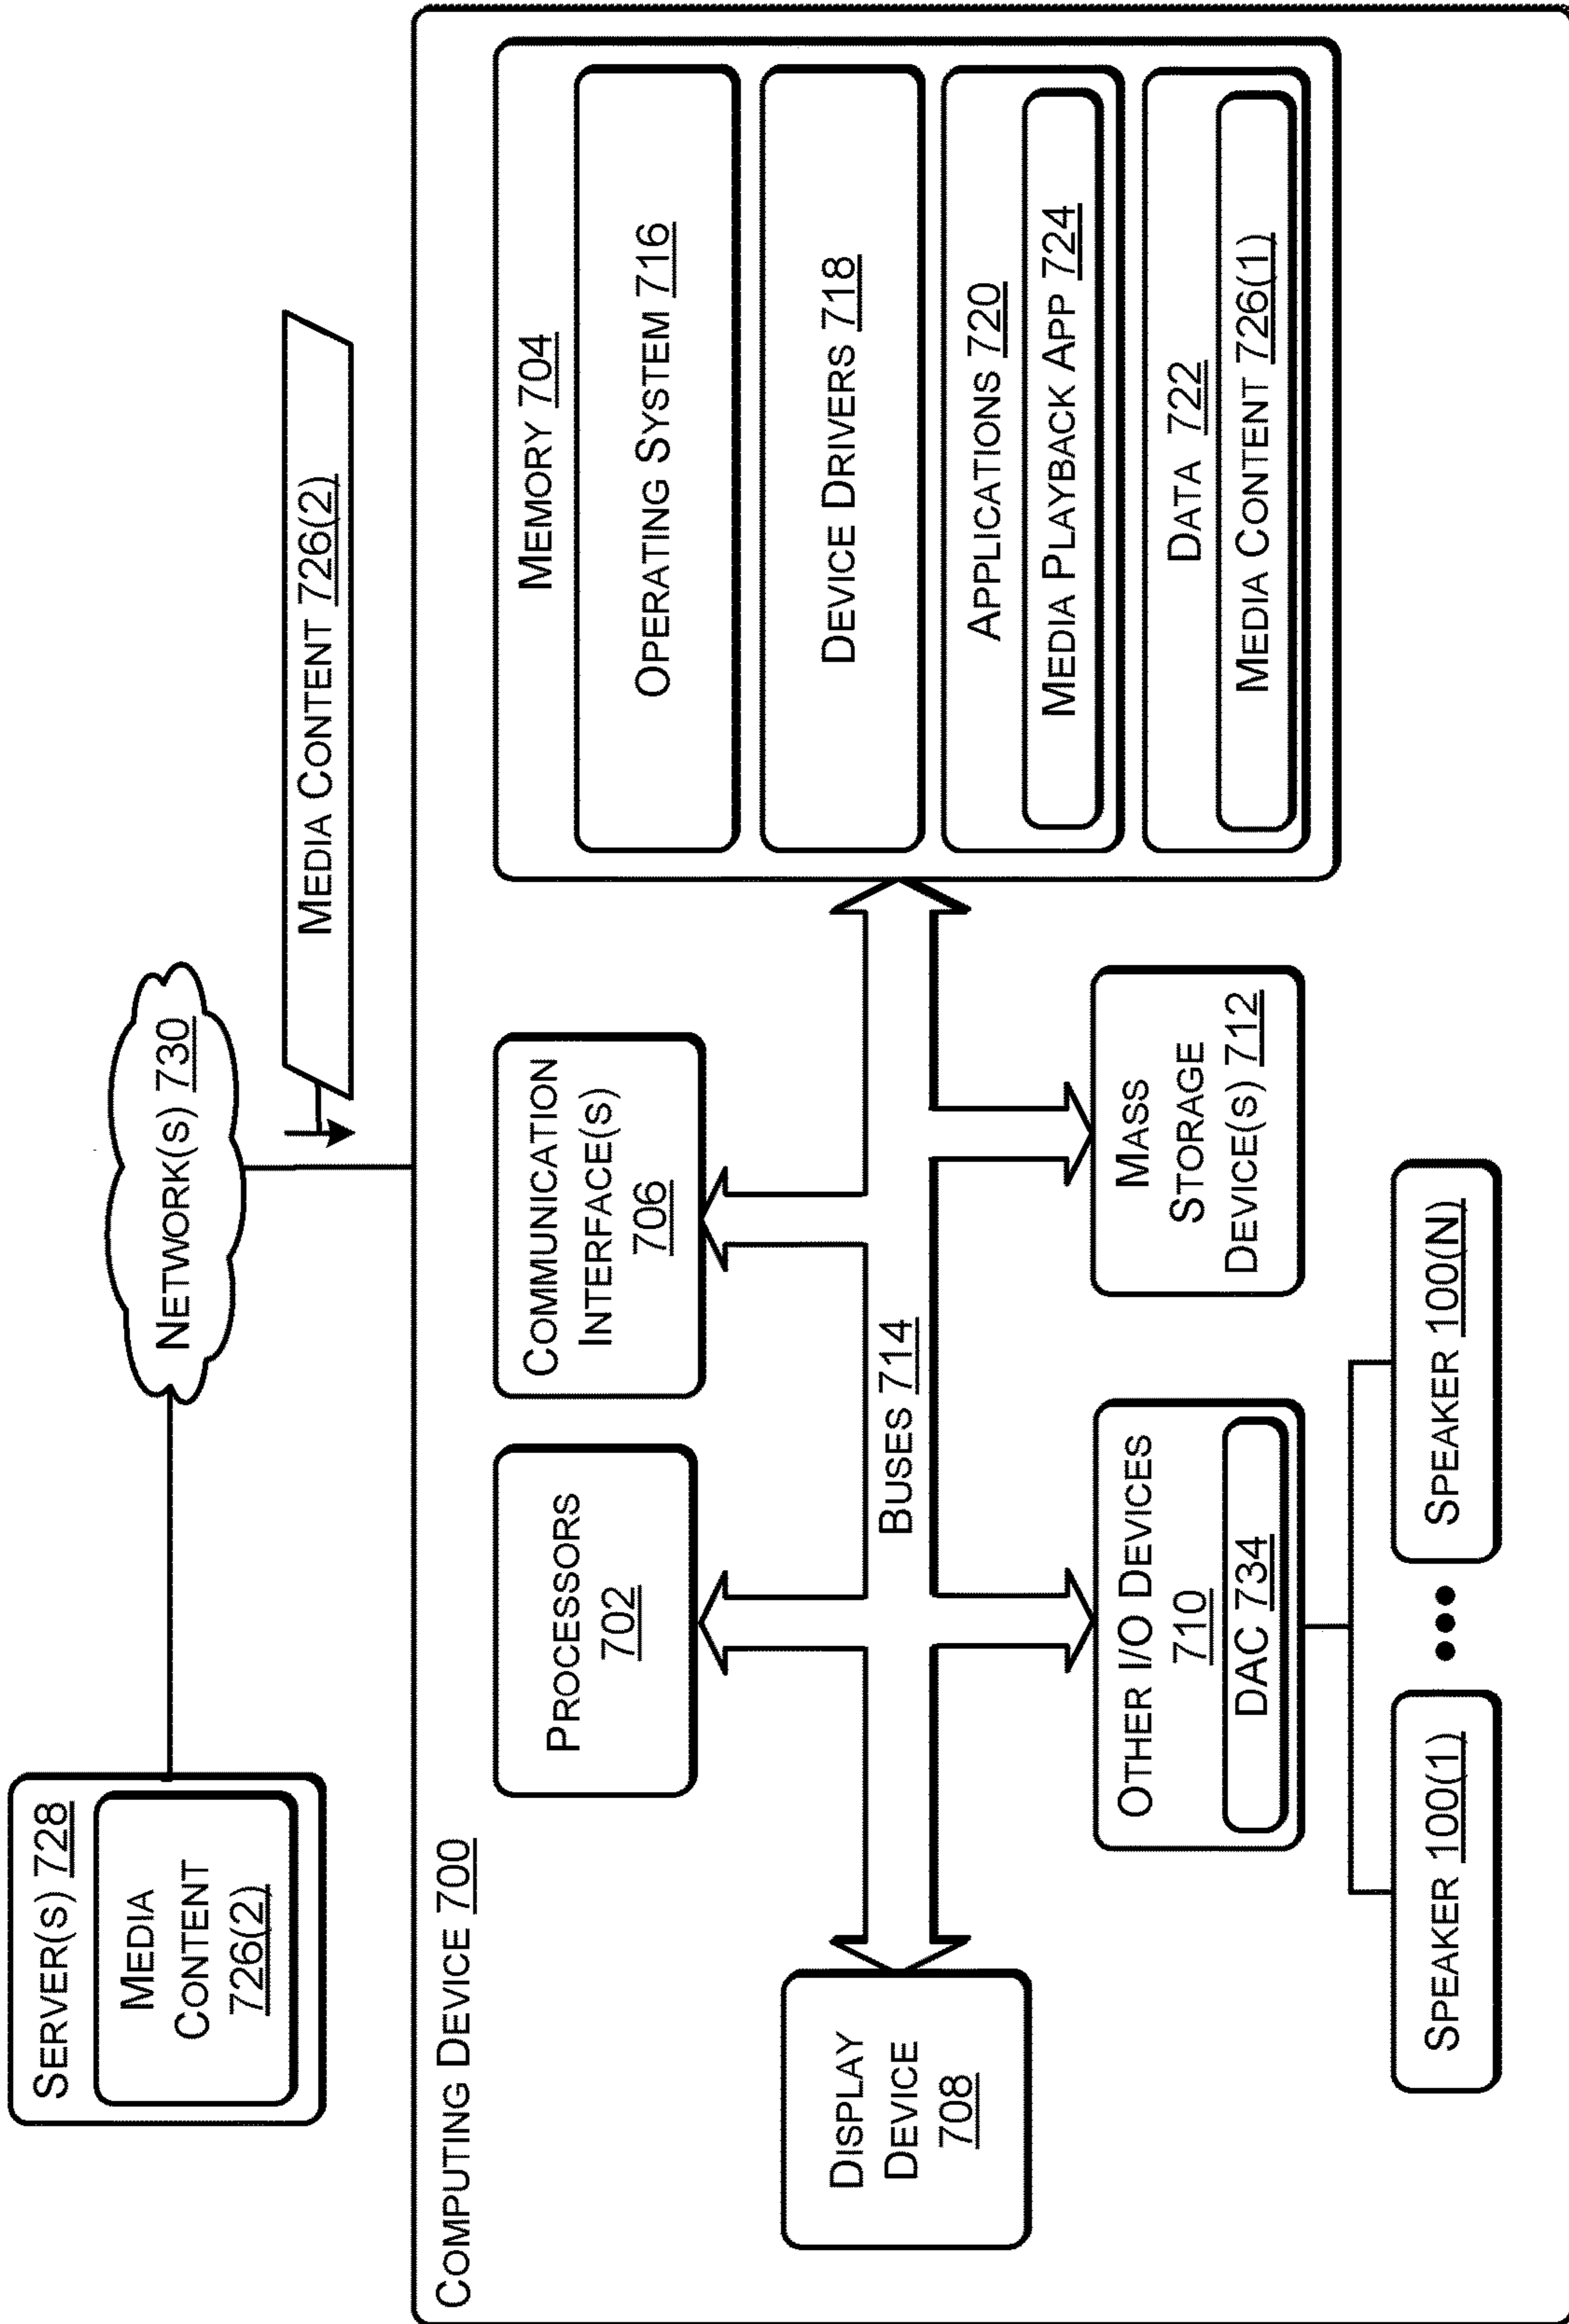 SERVER(S) 728
MEDIA
CONTENT
726(2)
NETWORK(S) 730
MEDIA CONTENT 726(2)
COMPUTING DEVICE 700
PROCESSORS
702
COMMUNICATION
INTERFACE(S)
706
MEMORY 704
OPERATING SYSTEM 716
DEVICE DRIVERS 718
APPLICATIONS 720
MEDIA PLAYBACK APP 724
DATA 722
MEDIA CONTENT 726(1)
DISPLAY
DEVICE
708
BUSES 714
OTHER I/O DEVICES
710
DAC 734
MASS
STORAGE
DEVICE(S) 712
SPEAKER 100(1)
SPEAKER 100(N)